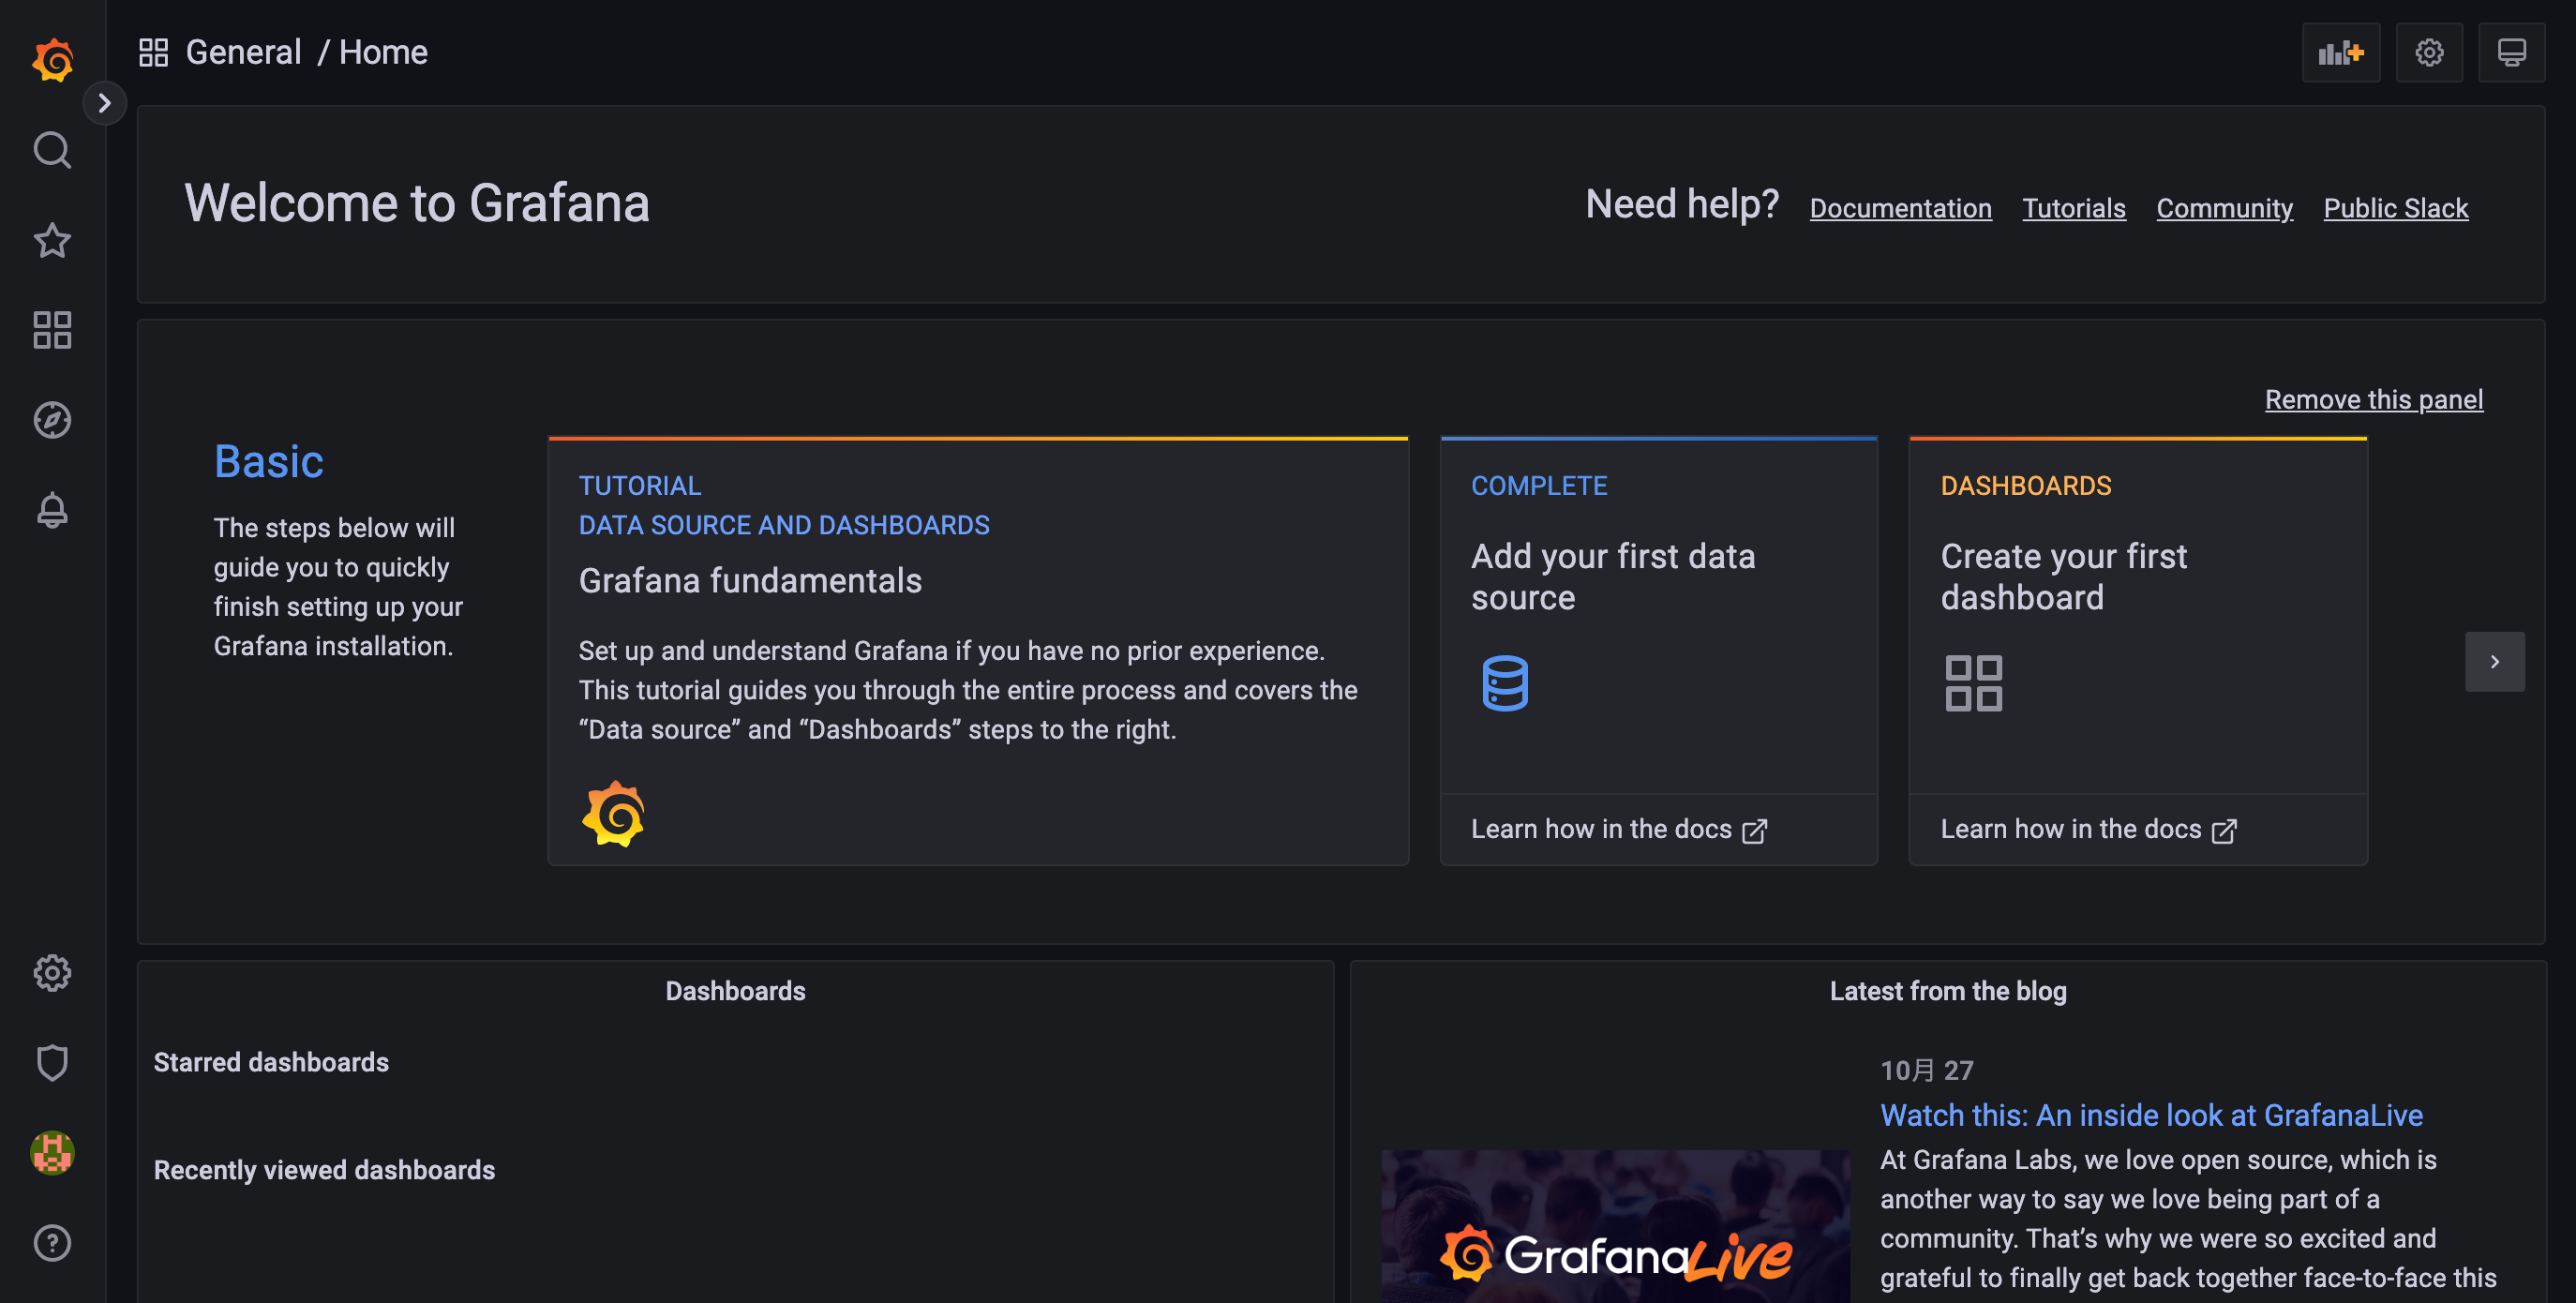 General / Home
Welcome to Grafana
Need help?
Documentation
Tutorials
Community
Public Slack
Remove this panel
Basic
The steps below will
guide you to quickly
finish setting up your
Grafana installation.
TUTORIAL
DATA SOURCE AND DASHBOARDS
Grafana fundamentals
Set up and understand Grafana if you have no prior experience.
This tutorial guides you through the entire process and covers the
“Data source” and “Dashboards” steps to the right.
COMPLETE
Add your first data
source
Learn how in the docs
DASHBOARDS
Create your first
dashboard
Learn how in the docs
Dashboards
Starred dashboards
Recently viewed dashboards
Latest from the blog
10月 27
Watch this: An inside look at GrafanaLive
At Grafana Labs, we love open source, which is
another way to say we love being part of a
community. That’s why we were so excited and
grateful to finally get back together face-to-face this
GrafanaLive